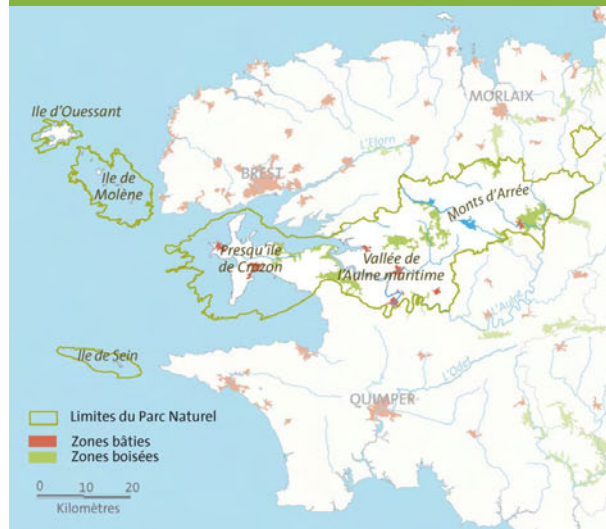 Ile d'Ouessant
MORLAIX
Ile de
Molène
L'Elorn
BREST
Monts d'Arrée
Presqu'île
de Crozon
Vallée de
l'Aulne maritime
L'Aulne
Ile de Sein
L'Odet
QUIMPER
Limites du Parc Naturel
Zones bâties
Zones boisées
0 10 20
Kilomètres